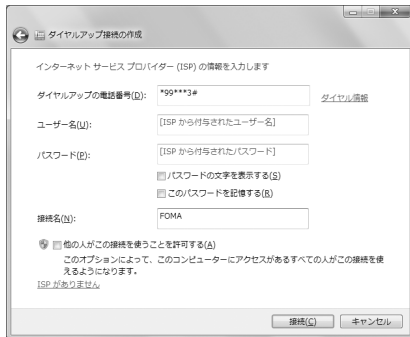 ダイヤルアップ接続の作成
インターネット サービス プロバイダー (ISP) の情報を入力します
ダイヤルアップの電話番号(D): *99***3# ダイヤル情報
ユーザー名(U): [ISP から付与されたユーザー名]
パスワード(P): [ISP から付与されたパスワード]
パスワードの文字を表示する(S)
このパスワードを記憶する(R)
接続名(N): FOMA
他の人がこの接続を使うことを許可する(A)
このオプションによって、このコンピューターにアクセスがあるすべての人がこの接続を使
えるようになります。
ISP がありません
接続(C) キャンセル